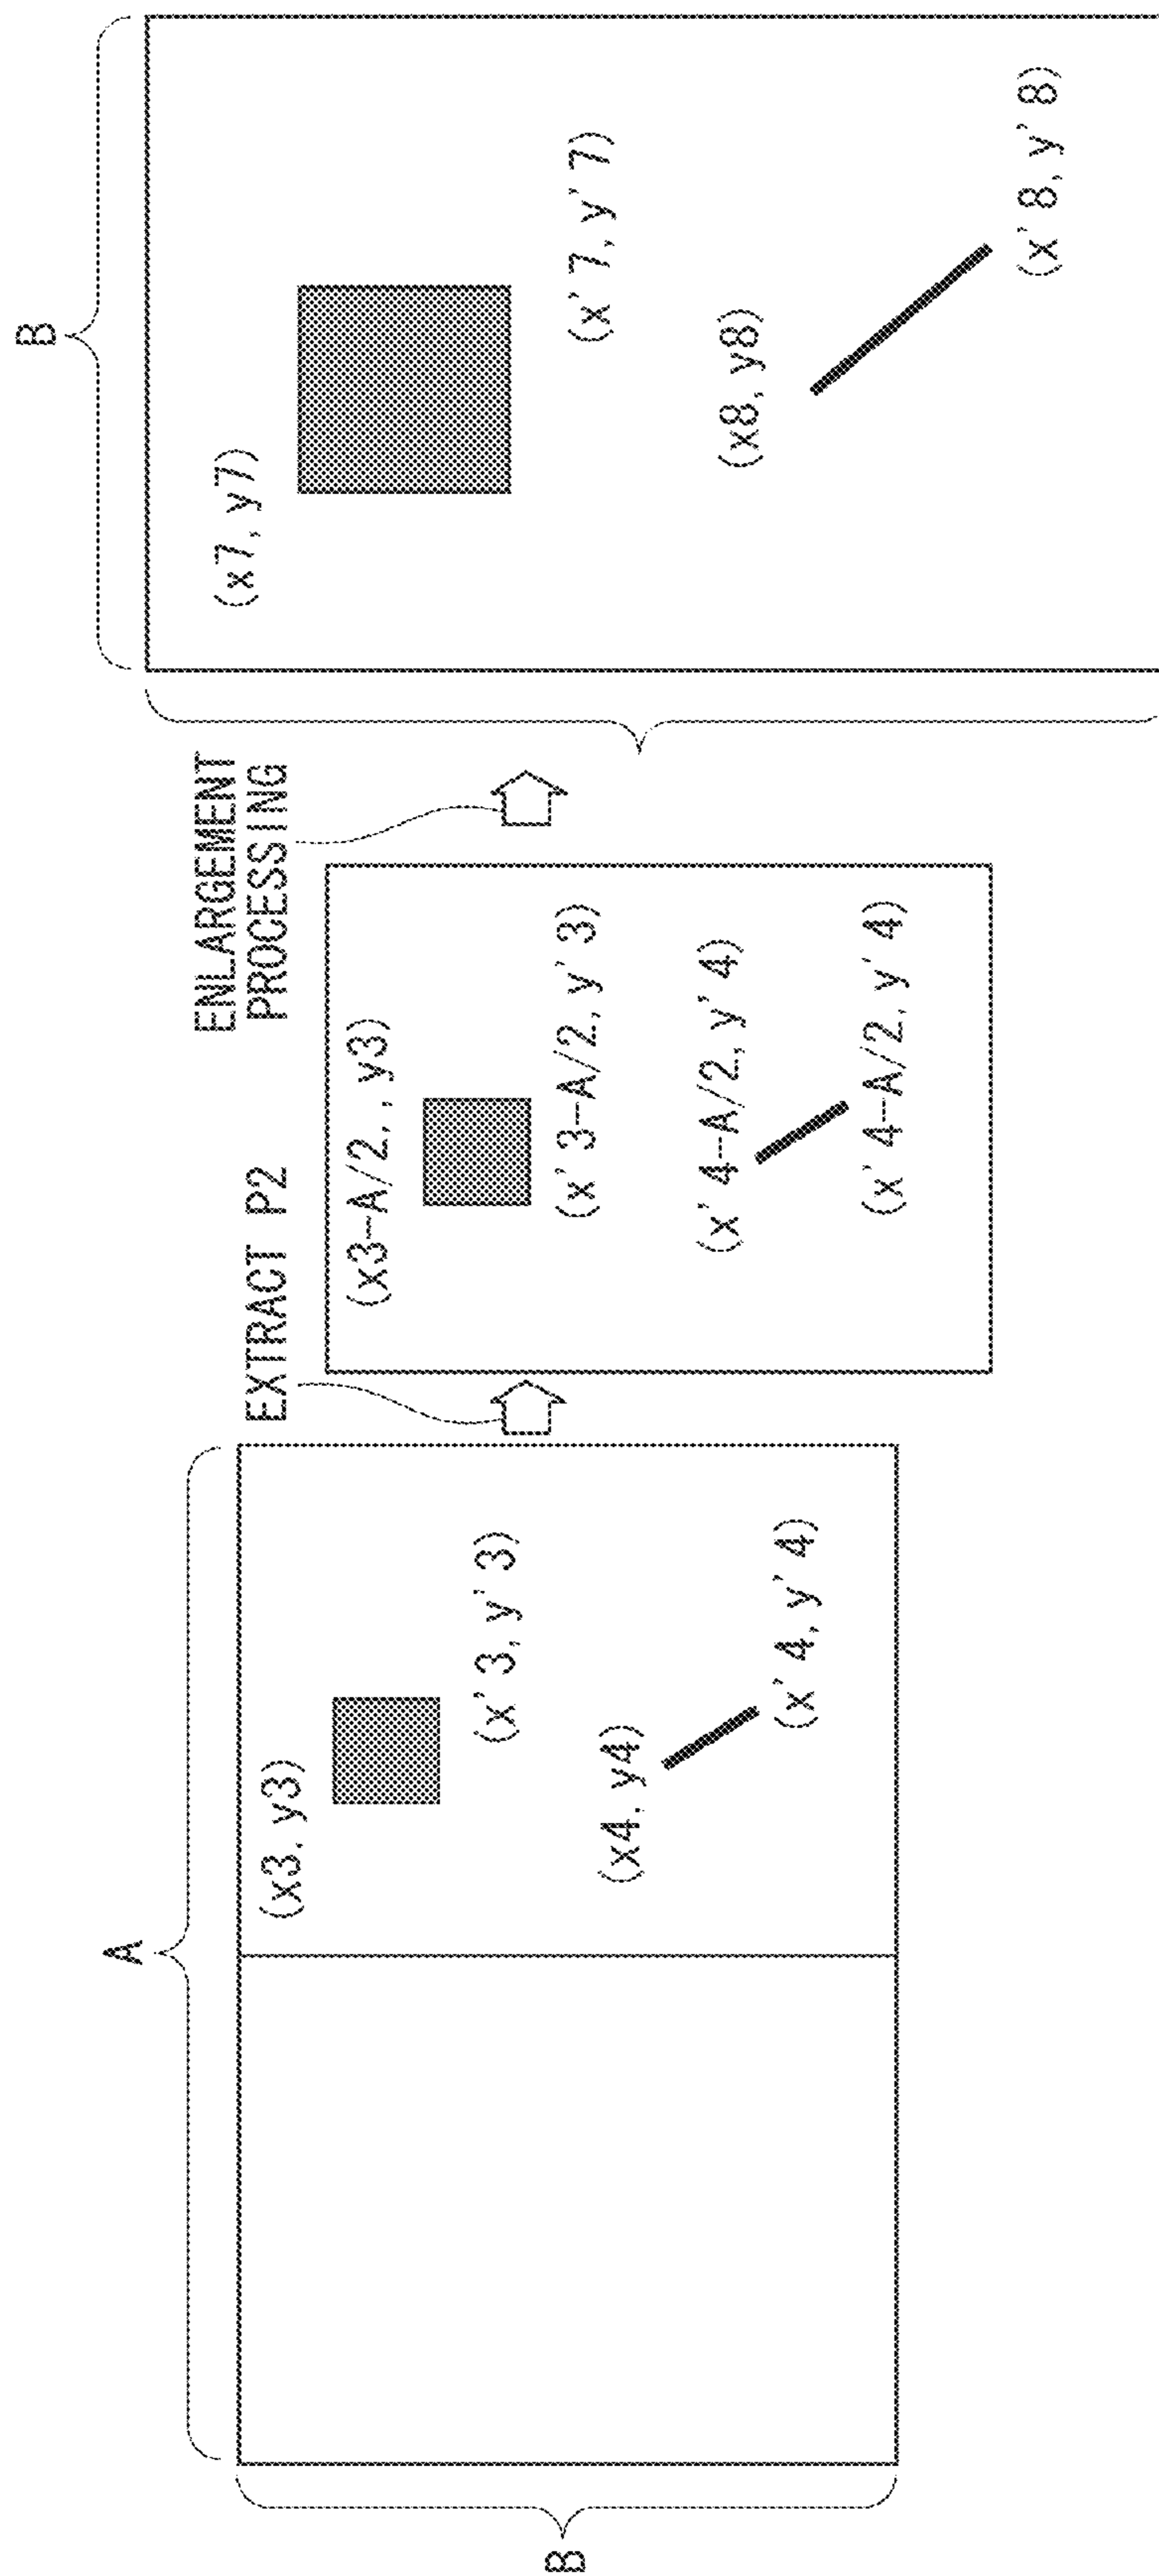 A
B
(x3, y3)
(x' 3, y' 3)
(x4, y4)
(x' 4, y' 4)
EXTRACT P2
(x3-A/2, , y3)
(x' 3-A/2, y' 3)
(x' 4-A/2, y' 4)
(x' 4-A/2, y' 4)
ENLARGEMENT
PROCESSING
B
(x7, y7)
(x' 7, y' 7)
(x8, y8)
(x' 8, y' 8)